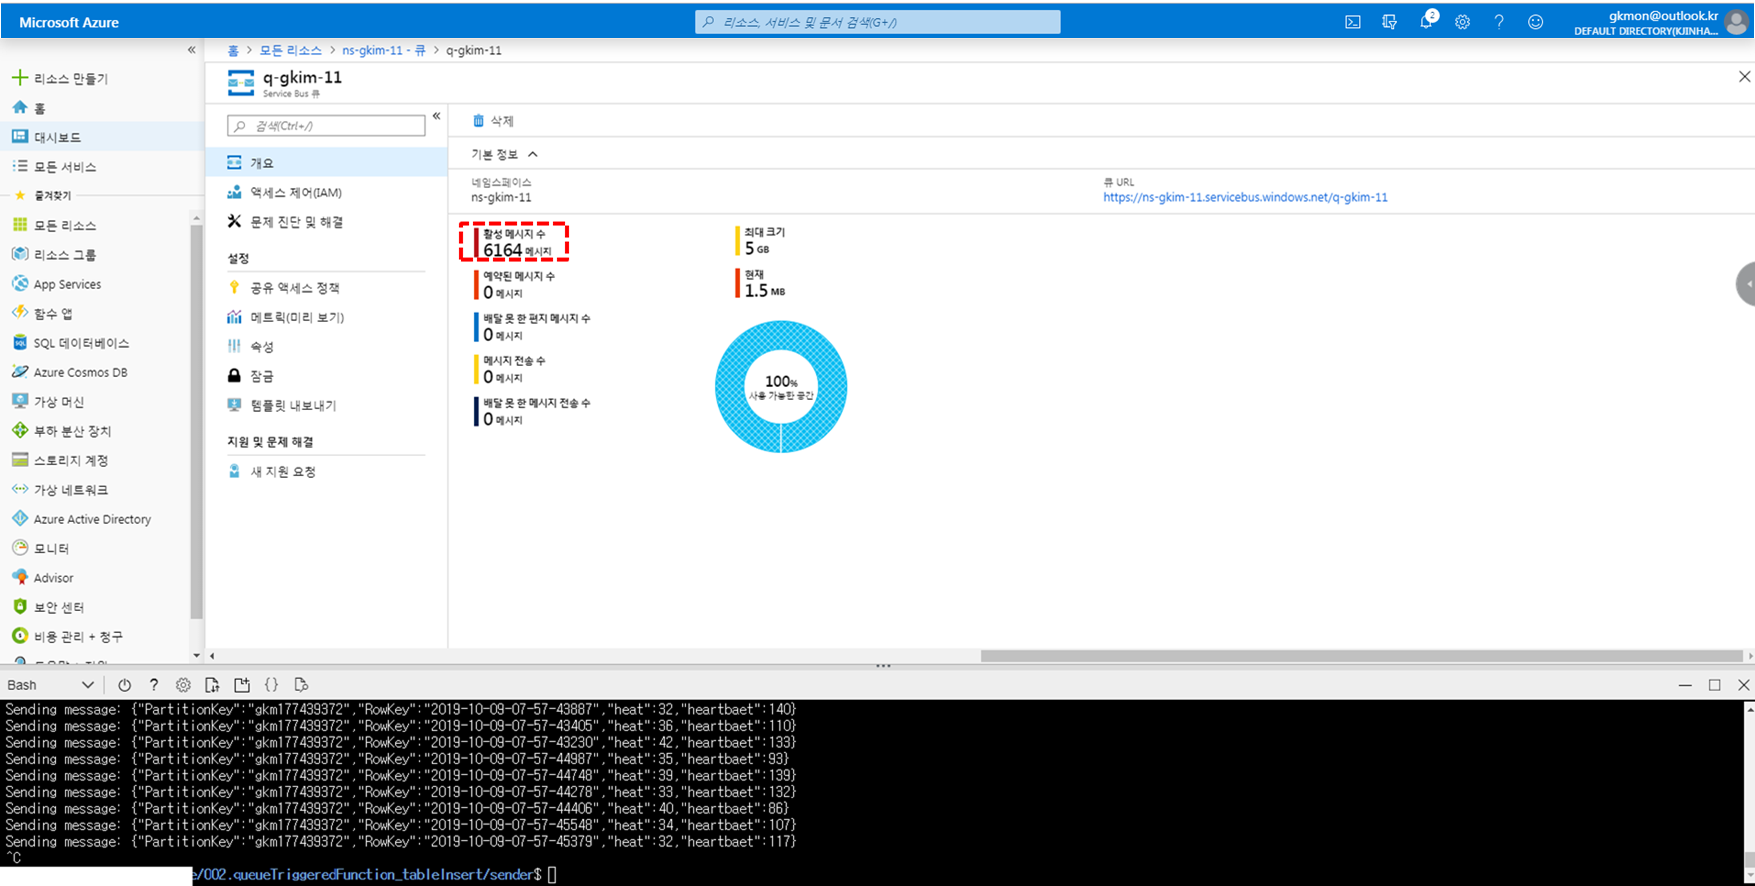 Microsoft Azure
리소스, 서비스 및 문서 검색(G+/)
2
gkmon@outlook.kr
DEFAULT DIRECTORY(KJINHA...
«
홈 > 모든 리소스 > ns-gkim-11 - 큐 > q-gkim-11
리소스 만들기
홈
대시보드
모든 서비스
즐겨찾기
모든 리소스
리소스 그룹
App Services
함수 앱
SQL 데이터베이스
Azure Cosmos DB
가상 머신
부하 분산 장치
스토리지 계정
가상 네트워크
Azure Active Directory
모니터
Advisor
보안 센터
비용 관리 + 청구
q-gkim-11
Service Bus 큐
검색(Ctrl+/)
«
개요
액세스 제어(IAM)
문제 진단 및 해결
설정
공유 액세스 정책
메트릭(미리 보기)
속성
잠금
템플릿 내보내기
지원 및 문제 해결
새 지원 요청
삭제
기본 정보
네임스페이스
ns-gkim-11
큐 URL
https://ns-gkim-11.servicebus.windows.net/q-gkim-11
활성 메시지 수
6164 메시지
예약된 메시지 수
0 메시지
배달 못 한 편지 메시지 수
0 메시지
메시지 전송 수
0 메시지
배달 못 한 메시지 전송 수
0 메시지
최대 크기
5 GB
현재
1.5 MB
100%
사용 가능한 공간
Bash
Sending message: {"PartitionKey":"gkm177439372","RowKey":"2019-10-09-07-57-43887","heat":32,"heartbaet":140}
Sending message: {"PartitionKey":"gkm177439372","RowKey":"2019-10-09-07-57-43405","heat":36,"heartbaet":110}
Sending message: {"PartitionKey":"gkm177439372","RowKey":"2019-10-09-07-57-43230","heat":42,"heartbaet":133}
Sending message: {"PartitionKey":"gkm177439372","RowKey":"2019-10-09-07-57-44987","heat":35,"heartbaet":93}
Sending message: {"PartitionKey":"gkm177439372","RowKey":"2019-10-09-07-57-44748","heat":39,"heartbaet":139}
Sending message: {"PartitionKey":"gkm177439372","RowKey":"2019-10-09-07-57-44278","heat":33,"heartbaet":132}
Sending message: {"PartitionKey":"gkm177439372","RowKey":"2019-10-09-07-57-44406","heat":40,"heartbaet":86}
Sending message: {"PartitionKey":"gkm177439372","RowKey":"2019-10-09-07-57-45548","heat":34,"heartbaet":107}
Sending message: {"PartitionKey":"gkm177439372","RowKey":"2019-10-09-07-57-45379","heat":32,"heartbaet":117}
^C
e/002.queueTriggeredFunction_tableInsert/sender$